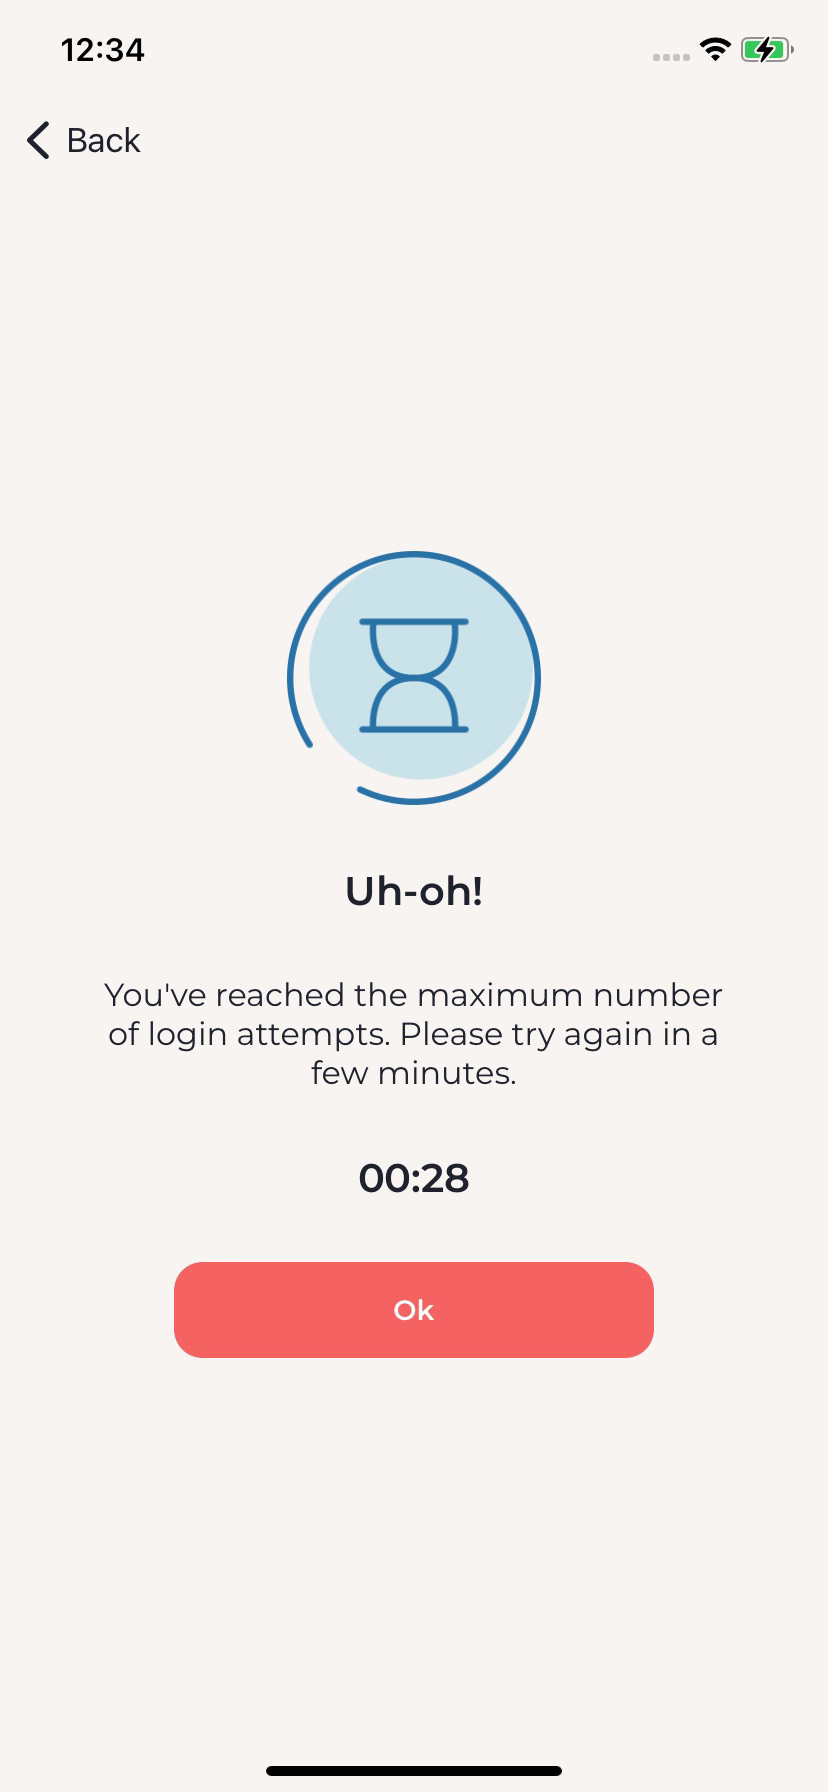 12:34
Back
Uh-oh!
You've reached the maximum number
of login attempts. Please try again in a
few minutes.
00:28
Ok